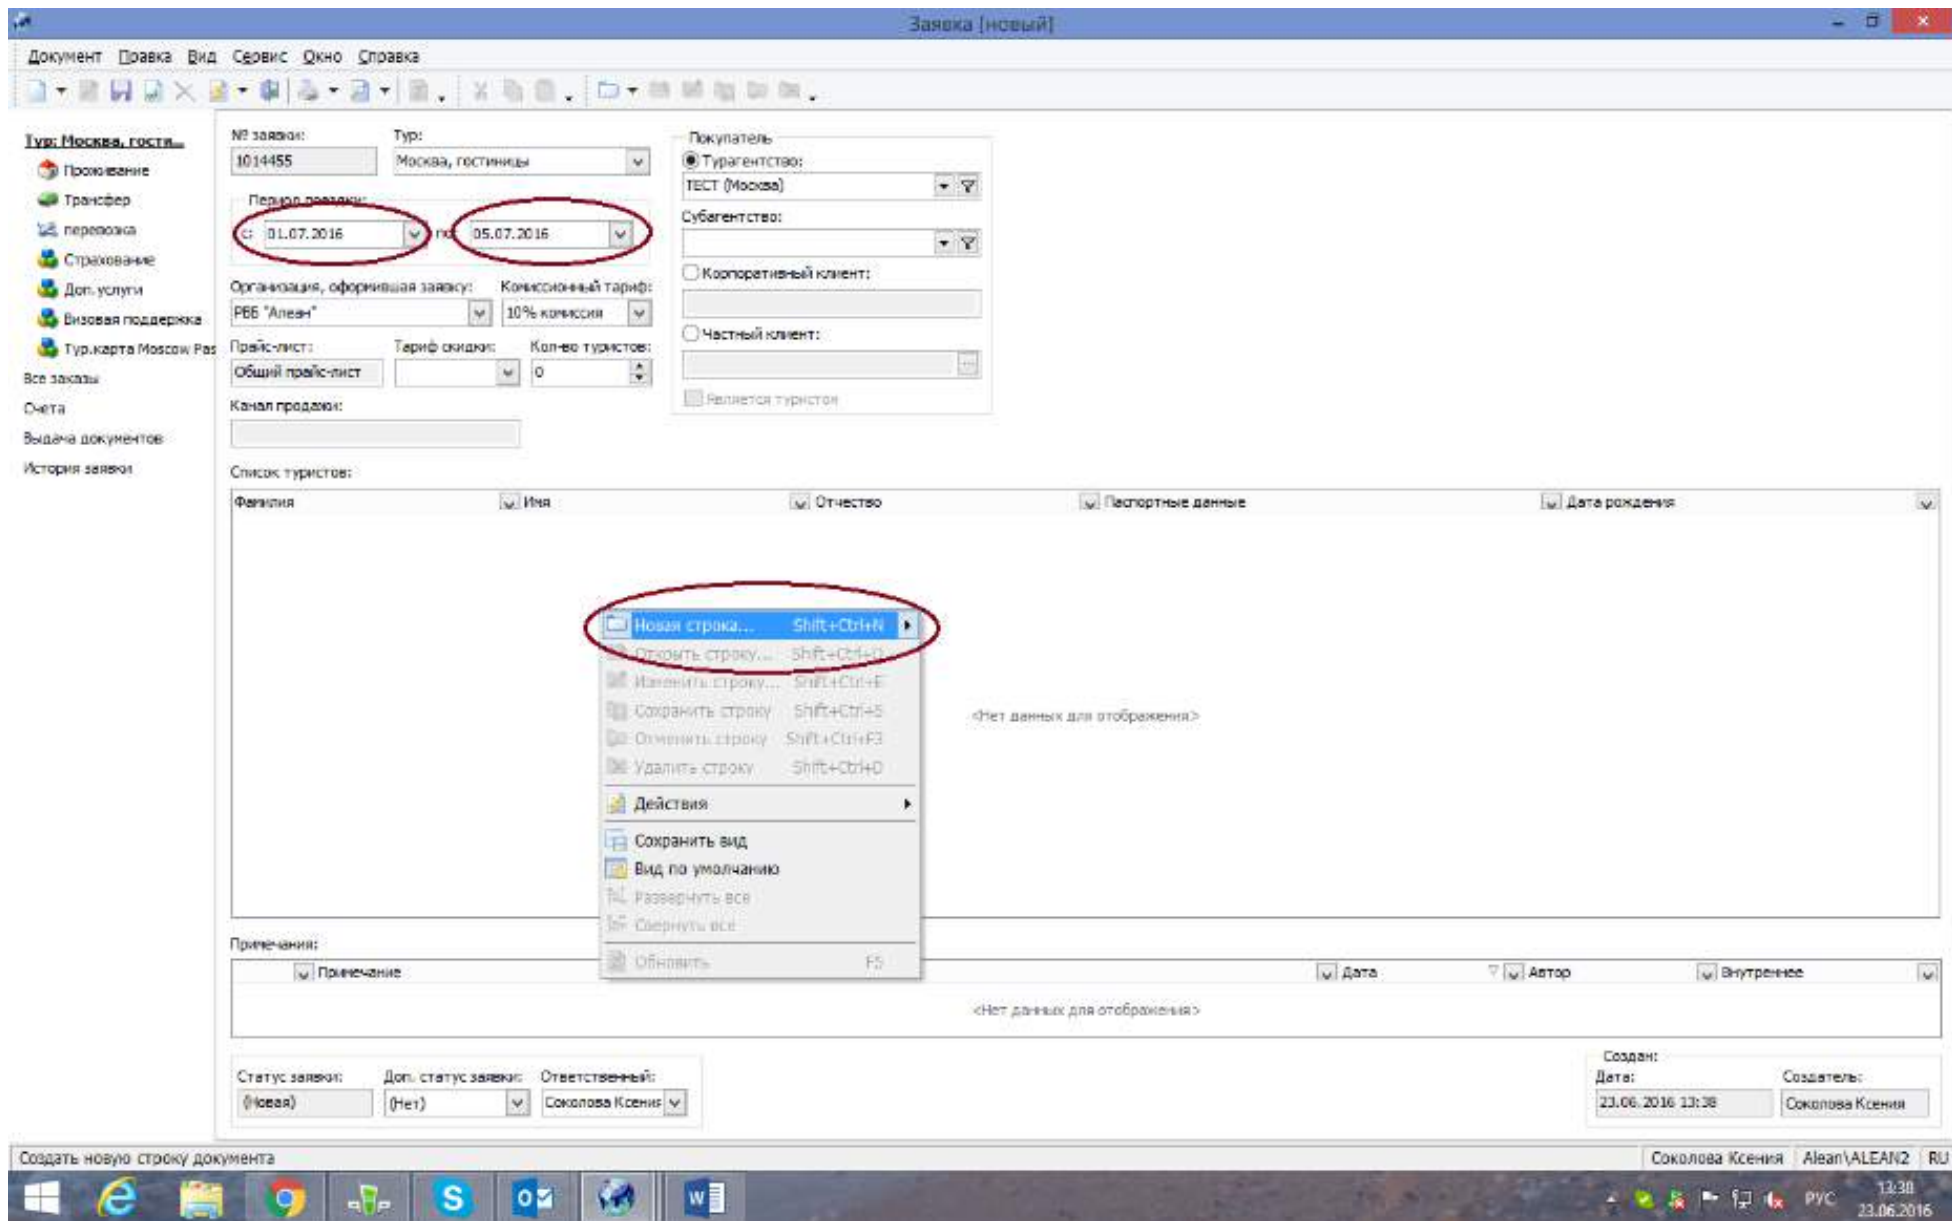 Заявка [новый]
Документ Правка Вид Сервис Окно Справка
Тур: Москва, гости...
Проживание
Трансфер
перевозка
Страхование
Доп. услуги
Визовая поддержка
Тур.карта Moscow Pas
Все заказы
Счета
Выдача документов
История заявки
№ заявки: Тур:
1014455 Москва, гостиницы
Период поездки:
с: 01.07.2016 по: 05.07.2016
Организация, оформившая заявку: Комиссионный тариф:
РВБ "Алеан" 10% комиссия
Прайс-лист: Тариф скидки: Кол-во туристов:
Общий прайс-лист 0
Канал продажи:
Покупатель
Турагентство:
ТЕСТ (Москва)
Субагентство:
Корпоративный клиент:
Частный клиент:
Является туристом
Список туристов:
Фамилия Имя Отчество Паспортные данные Дата рождения
Новая строка... Shift+Ctrl+N
Открыть строку... Shift+Ctrl+O
Изменить строку... Shift+Ctrl+E
Сохранить строку Shift+Ctrl+S
Отменить строку Shift+Ctrl+F3
Удалить строку Shift+Ctrl+D
Действия
Сохранить вид
Вид по умолчанию
Развернуть все
Свернуть все
Обновить F5
<Нет данных для отображения>
Примечания:
Примечание Дата Автор Внутреннее
<Нет данных для отображения>
Статус заявки: Доп. статус заявки: Ответственный:
(Новая) (Нет) Соколова Ксения
Создан:
Дата: Создатель:
23.06.2016 13:38 Соколова Ксения
Создать новую строку документа Соколова Ксения Alean\ALEAN2 RU
РУС 13:38
23.06.2016